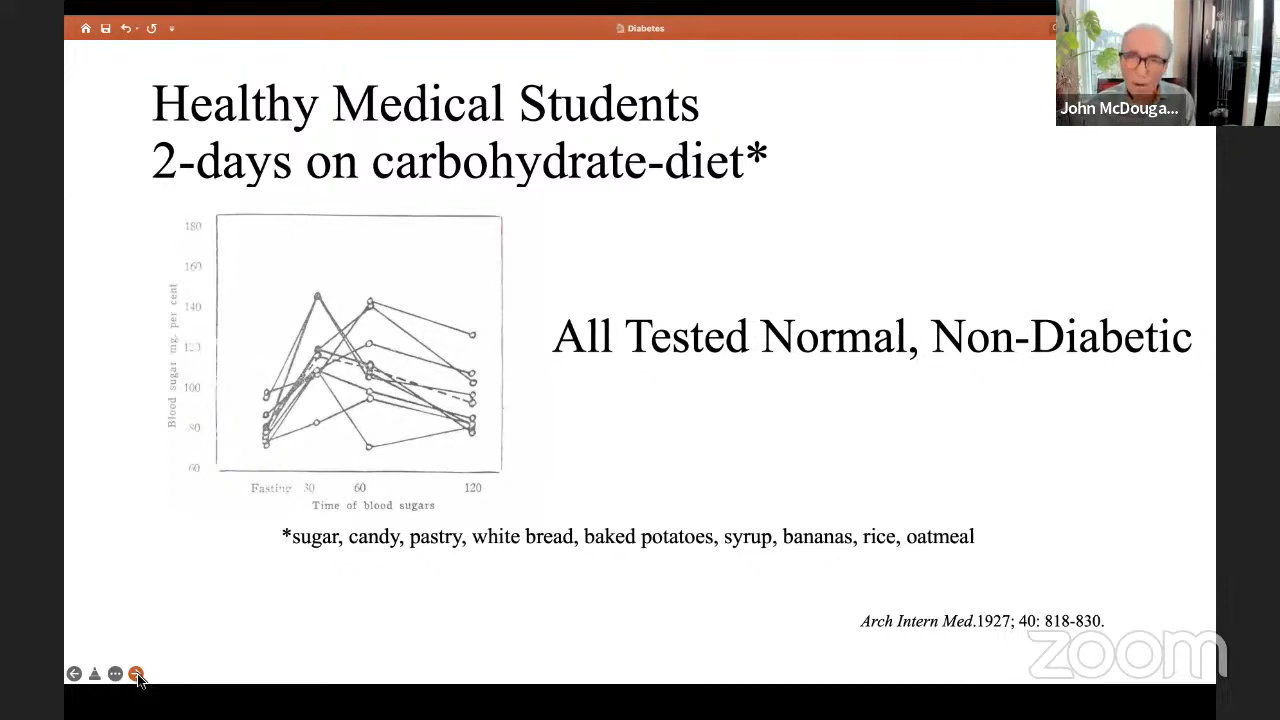 Diabetes
John McDouga...
Healthy Medical Students
2-days on carbohydrate-diet*
180
160
140
120
100
80
60
Blood sugar mg. per cent
Fasting 30 60 120
Time of blood sugars
All Tested Normal, Non-Diabetic
*sugar, candy, pastry, white bread, baked potatoes, syrup, bananas, rice, oatmeal
Arch Intern Med.1927; 40: 818-830.
zoom